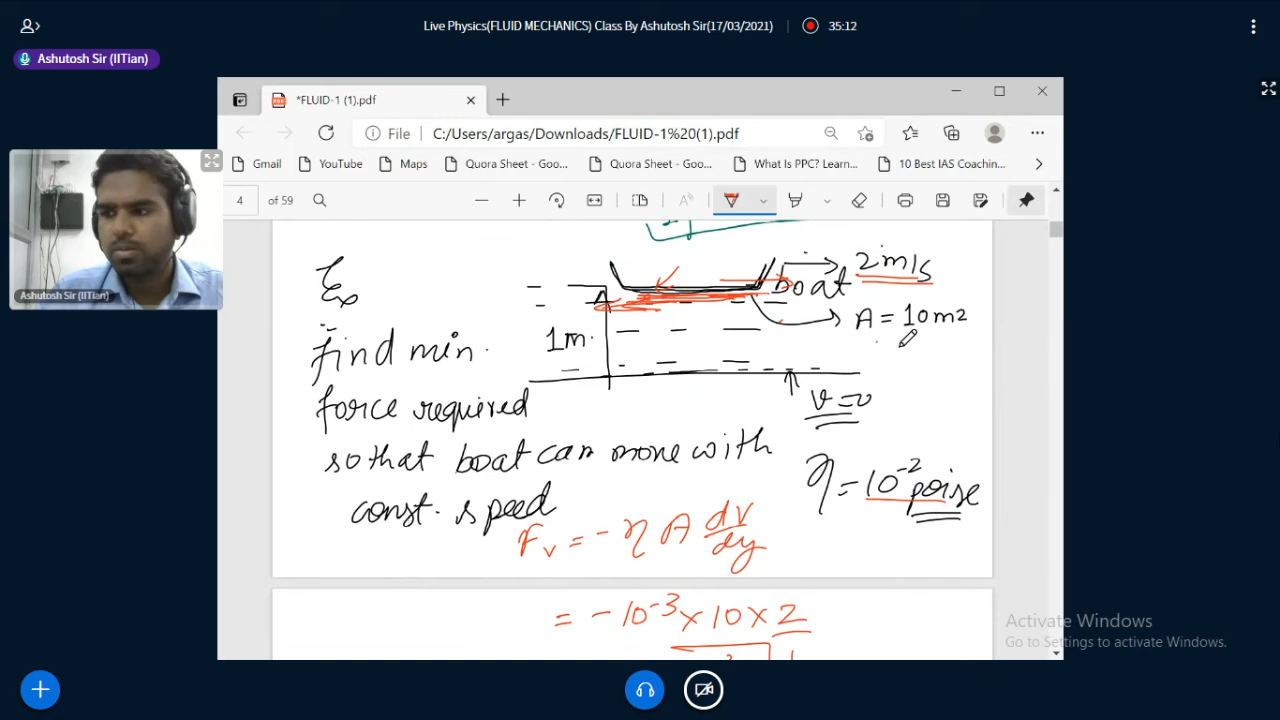 Live Physics(FLUID MECHANICS) Class By Ashutosh Sir(17/03/2021)
35:12
Ashutosh Sir (IITian)
*FLUID-1 (1).pdf
File
C:/Users/argas/Downloads/FLUID-1%20(1).pdf
Gmail
YouTube
Maps
Quora Sheet - Goo...
Quora Sheet - Goo...
What Is PPC? Learn...
10 Best IAS Coachin...
4 of 59
Ashutosh Sir (IITian)
Ex
boat 2m/s
A = 10m2
1m.
find min.
force required
so that boat can move with
const. speed
v=0
η = 10⁻² poise
Fv = - η A dv/dy
= - 10⁻³ x 10 x 2
Activate Windows
Go to Settings to activate Windows.